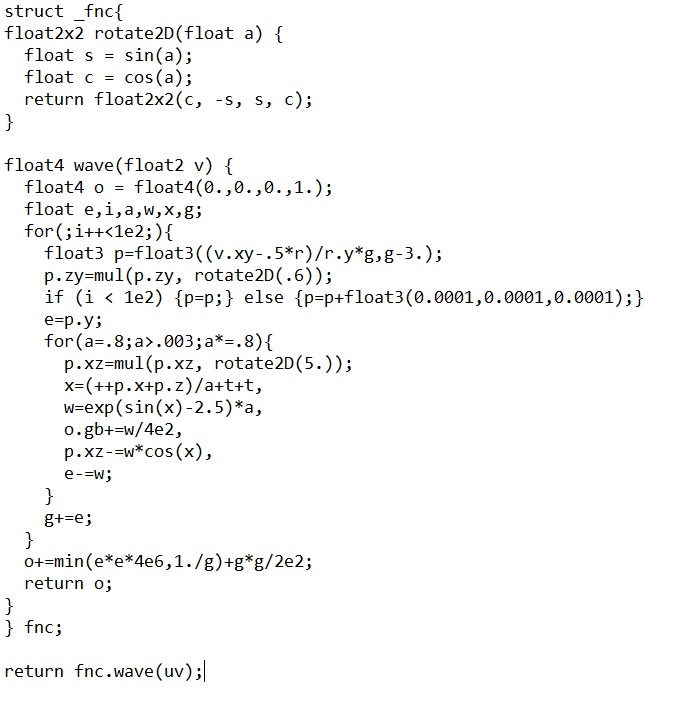 struct _fnc{
float2x2 rotate2D(float a) {
  float s = sin(a);
  float c = cos(a);
  return float2x2(c, -s, s, c);
}

float4 wave(float2 v) {
  float4 o = float4(0.,0.,0.,1.);
  float e,i,a,w,x,g;
  for(;i++<1e2;){
    float3 p=float3((v.xy-.5*r)/r.y*g,g-3.);
    p.zy=mul(p.zy, rotate2D(.6));
    if (i < 1e2) {p=p;} else {p=p+float3(0.0001,0.0001,0.0001);}
    e=p.y;
    for(a=.8;a>.003;a*=.8){
      p.xz=mul(p.xz, rotate2D(5.));
      x=(++p.x+p.z)/a+t+t,
      w=exp(sin(x)-2.5)*a,
      o.gb+=w/4e2,
      p.xz-=w*cos(x),
      e-=w;
    }
    g+=e;
  }
  o+=min(e*e*4e6,1./g)+g*g/2e2;
  return o;
}
} fnc;

return fnc.wave(uv);